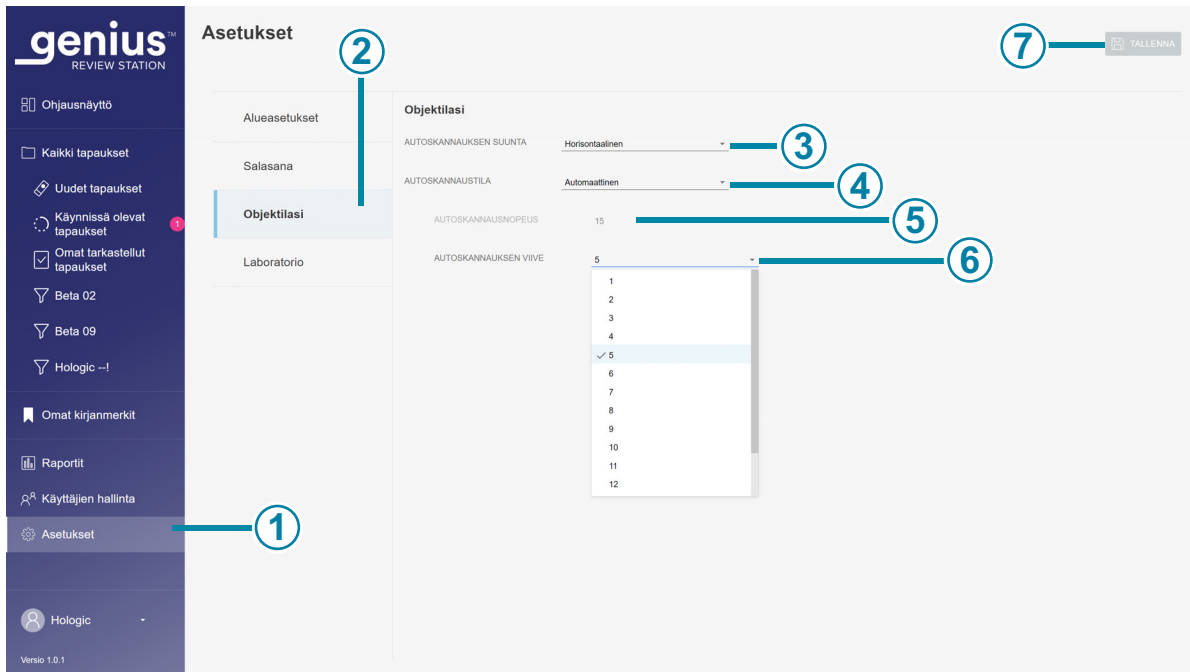 genius™
REVIEW STATION
Ohjausnäyttö
Kaikki tapaukset
Uudet tapaukset
Käynnissä olevat
tapaukset
1
Omat tarkastellut
tapaukset
Beta 02
Beta 09
Hologic --!
Omat kirjanmerkit
Raportit
Käyttäjien hallinta
Asetukset
Hologic
Versio 1.0.1
Asetukset
TALLENNA
Alueasetukset
Salasana
Objektilasi
Laboratorio
Objektilasi
AUTOSKANNAUKSEN SUUNTA Horisontaalinen
AUTOSKANNAUSTILA Automaattinen
AUTOSKANNAUSNOPEUS 15
AUTOSKANNAUKSEN VIIVE 5
1
2
3
4
5
6
7
8
9
10
11
12
1
2
3
4
5
6
7